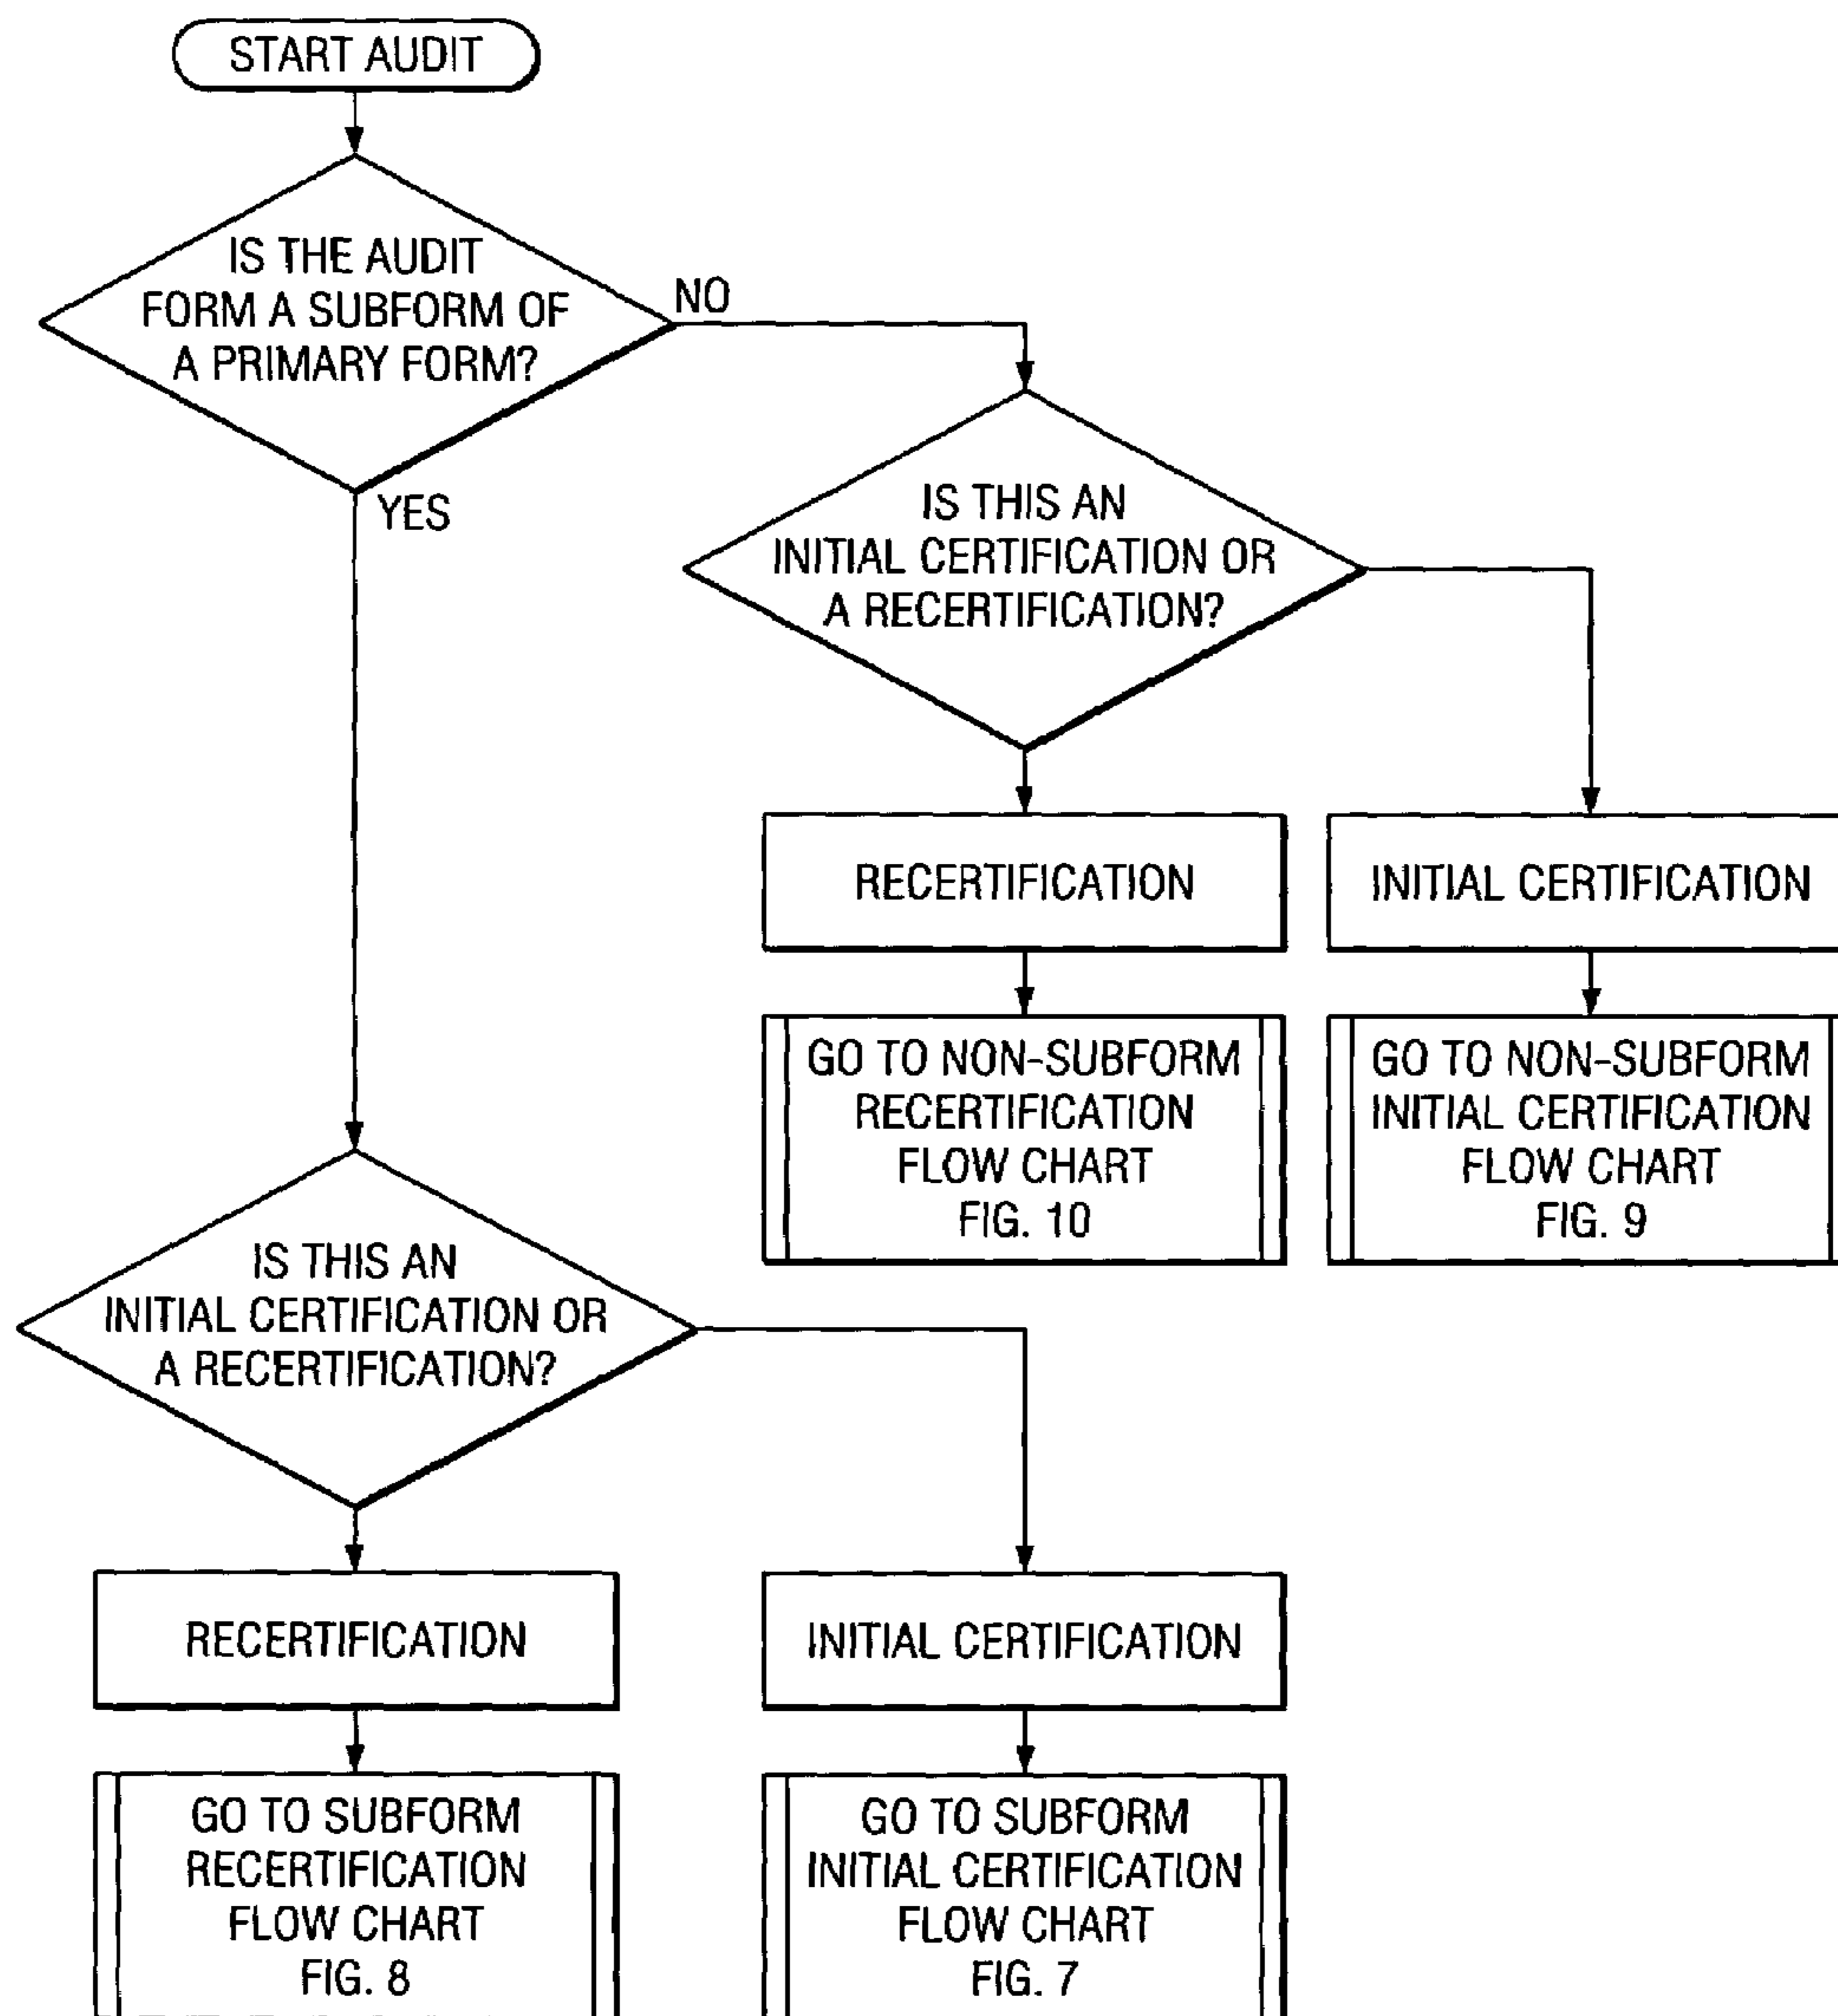 START AUDIT
IS THE AUDIT
FORM A SUBFORM OF
A PRIMARY FORM?
NO
YES
IS THIS AN
INITIAL CERTIFICATION OR
A RECERTIFICATION?
RECERTIFICATION
INITIAL CERTIFICATION
GO TO NON-SUBFORM
RECERTIFICATION
FLOW CHART
FIG. 10
GO TO NON-SUBFORM
INITIAL CERTIFICATION
FLOW CHART
FIG. 9
IS THIS AN
INITIAL CERTIFICATION OR
A RECERTIFICATION?
RECERTIFICATION
INITIAL CERTIFICATION
GO TO SUBFORM
RECERTIFICATION
FLOW CHART
FIG. 8
GO TO SUBFORM
INITIAL CERTIFICATION
FLOW CHART
FIG. 7